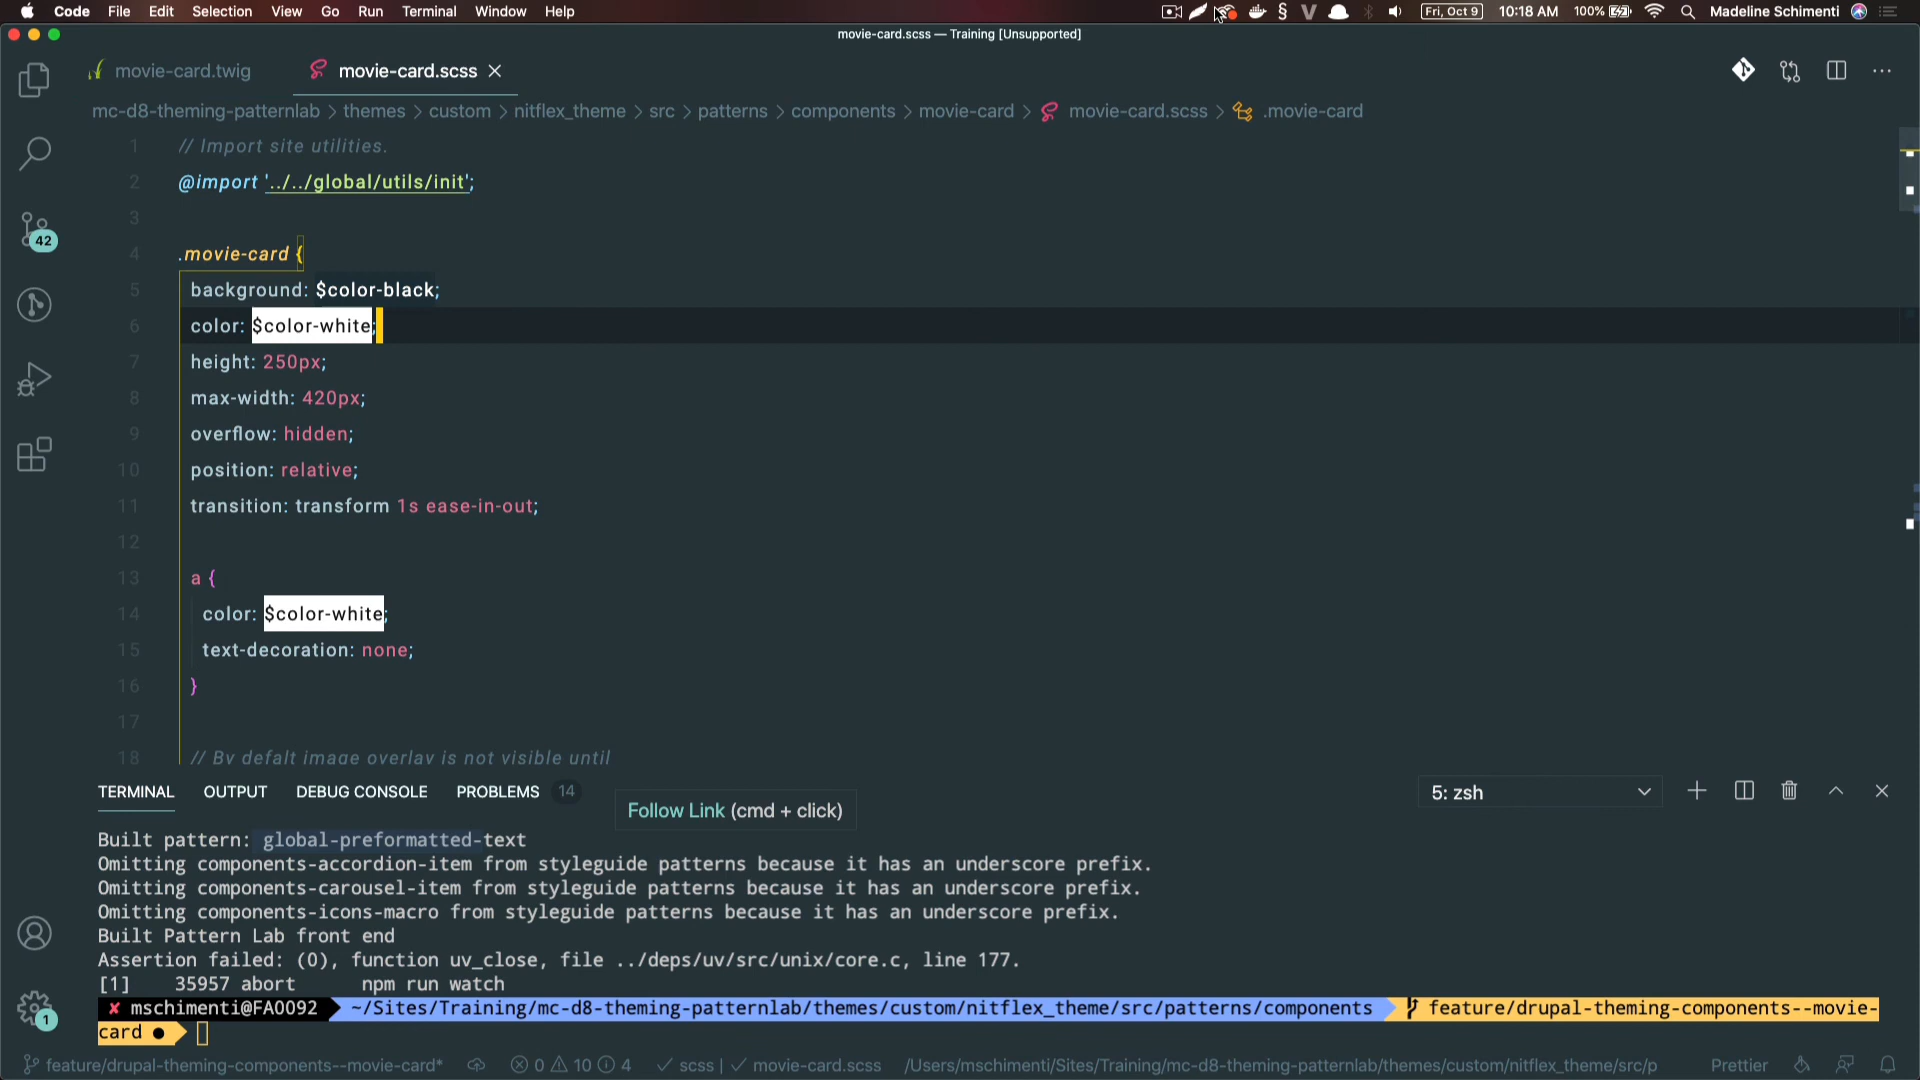 Code File Edit Selection View Go Run Terminal Window Help § V Fri, Oct 9 10:18 AM 100% Madeline Schimenti
movie-card.scss — Training [Unsupported]
movie-card.twig movie-card.scss
mc-d8-theming-patternlab > themes > custom > nitflex_theme > src > patterns > components > movie-card > movie-card.scss > .movie-card
1 // Import site utilities.
2 @import '../../global/utils/init';
3
4 .movie-card {
5 background: $color-black;
6 color: $color-white;
7 height: 250px;
8 max-width: 420px;
9 overflow: hidden;
10 position: relative;
11 transition: transform 1s ease-in-out;
12
13 a {
14 color: $color-white;
15 text-decoration: none;
16 }
17
18 // By defalt image overlay is not visible until
42
TERMINAL OUTPUT DEBUG CONSOLE PROBLEMS 14 5: zsh
Follow Link (cmd + click)
Built pattern: global-preformatted-text
Omitting components-accordion-item from styleguide patterns because it has an underscore prefix.
Omitting components-carousel-item from styleguide patterns because it has an underscore prefix.
Omitting components-icons-macro from styleguide patterns because it has an underscore prefix.
Built Pattern Lab front end
Assertion failed: (0), function uv_close, file ../deps/uv/src/unix/core.c, line 177.
[1] 35957 abort npm run watch
✘ mschimenti@FA0092 ~/Sites/Training/mc-d8-theming-patternlab/themes/custom/nitflex_theme/src/patterns/components feature/drupal-theming-components--movie-
card ●
1
feature/drupal-theming-components--movie-card* 0 10 4 ✓ scss | ✓ movie-card.scss /Users/mschimenti/Sites/Training/mc-d8-theming-patternlab/themes/custom/nitflex_theme/src/p Prettier